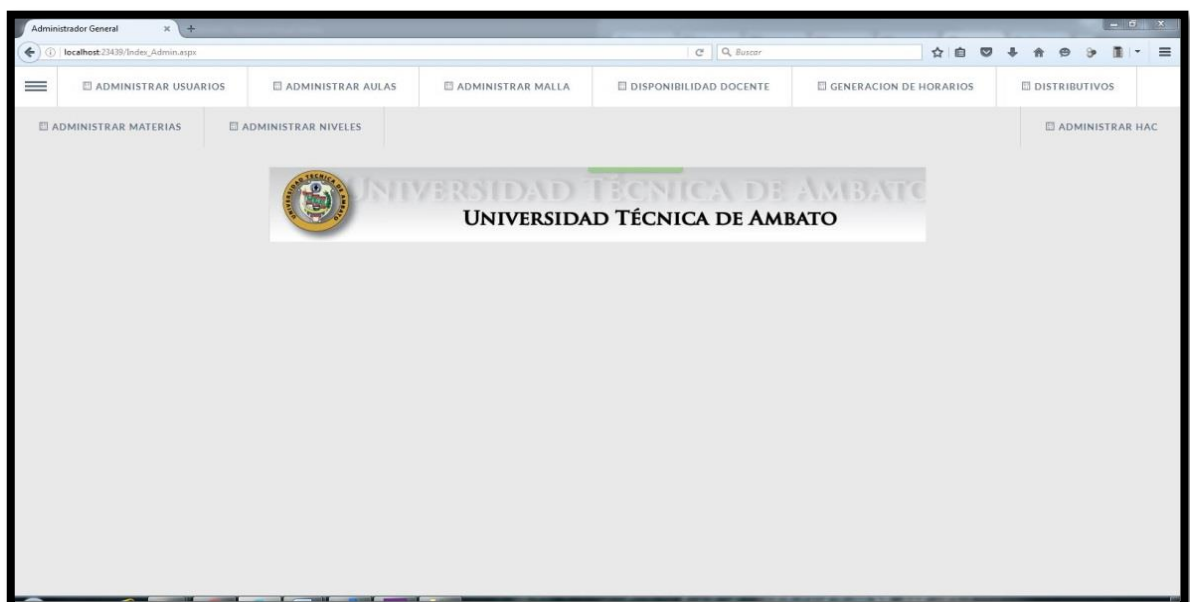 Administrador General
localhost:23439/Index_Admin.aspx
Buscar
ADMINISTRAR USUARIOS
ADMINISTRAR AULAS
ADMINISTRAR MALLA
DISPONIBILIDAD DOCENTE
GENERACION DE HORARIOS
DISTRIBUTIVOS
ADMINISTRAR MATERIAS
ADMINISTRAR NIVELES
ADMINISTRAR HAC
UNIVERSIDAD TÉCNICA DE AMBATO
UNIVERSIDAD TÉCNICA DE AMBATO